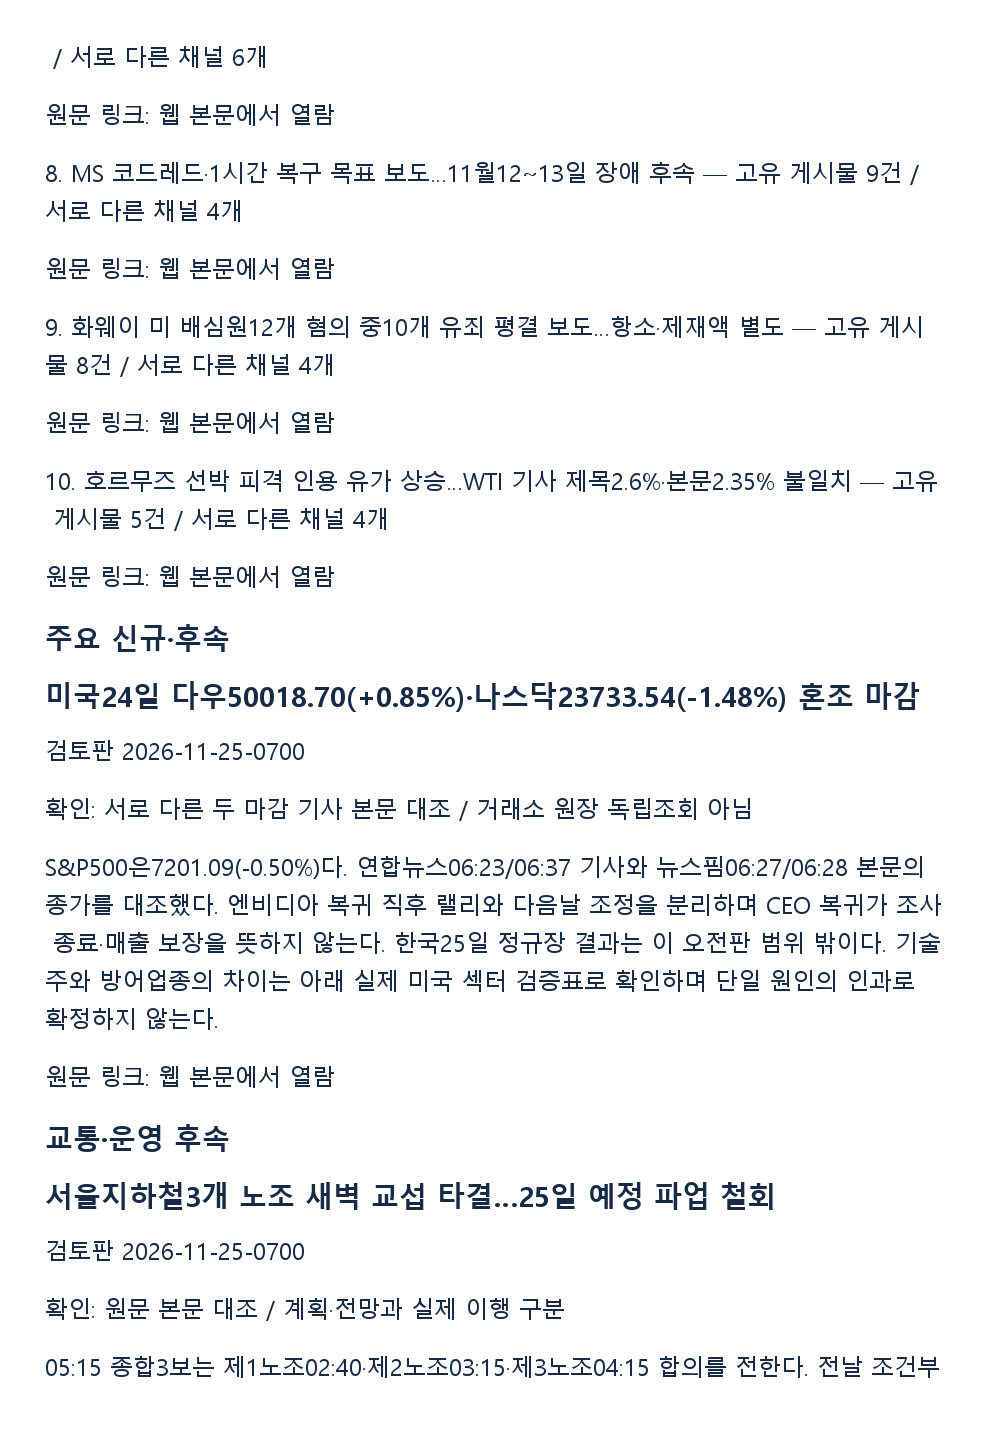 / 서로 다른 채널 6개
원문 링크: 웹 본문에서 열람
8. MS 코드레드·1시간 복구 목표 보도...11월12~13일 장애 후속 — 고유 게시물 9건 /
서로 다른 채널 4개
원문 링크: 웹 본문에서 열람
9. 화웨이 미 배심원12개 혐의 중10개 유죄 평결 보도...항소·제재액 별도 — 고유 게시
물 8건 / 서로 다른 채널 4개
원문 링크: 웹 본문에서 열람
10. 호르무즈 선박 피격 인용 유가 상승...WTI 기사 제목2.6%·본문2.35% 불일치 — 고유
게시물 5건 / 서로 다른 채널 4개
원문 링크: 웹 본문에서 열람
주요 신규·후속
미국24일 다우50018.70(+0.85%)·나스닥23733.54(-1.48%) 혼조 마감
검토판 2026-11-25-0700
확인: 서로 다른 두 마감 기사 본문 대조 / 거래소 원장 독립조회 아님
S&P500은7201.09(-0.50%)다. 연합뉴스06:23/06:37 기사와 뉴스핌06:27/06:28 본문의
종가를 대조했다. 엔비디아 복귀 직후 랠리와 다음날 조정을 분리하며 CEO 복귀가 조사
종료·매출 보장을 뜻하지 않는다. 한국25일 정규장 결과는 이 오전판 범위 밖이다. 기술
주와 방어업종의 차이는 아래 실제 미국 섹터 검증표로 확인하며 단일 원인의 인과로
확정하지 않는다.
원문 링크: 웹 본문에서 열람
교통·운영 후속
서울지하철3개 노조 새벽 교섭 타결...25일 예정 파업 철회
검토판 2026-11-25-0700
확인: 원문 본문 대조 / 계획·전망과 실제 이행 구분
05:15 종합3보는 제1노조02:40·제2노조03:15·제3노조04:15 합의를 전한다. 전날 조건부